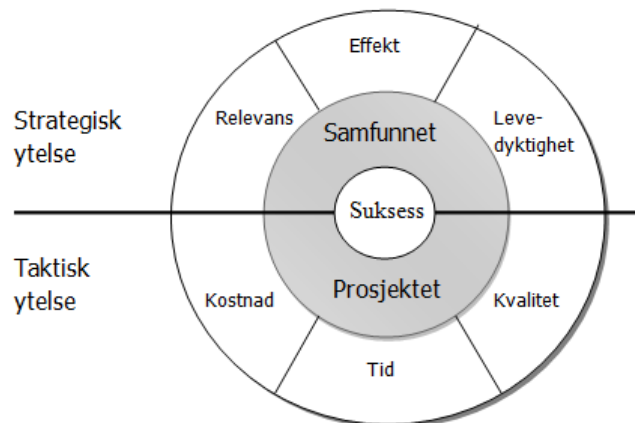 Effekt
Strategisk
ytelse
Relevans
Samfunnet
Leve-
dyktighet
Suksess
Taktisk
ytelse
Kostnad
Prosjektet
Kvalitet
Tid